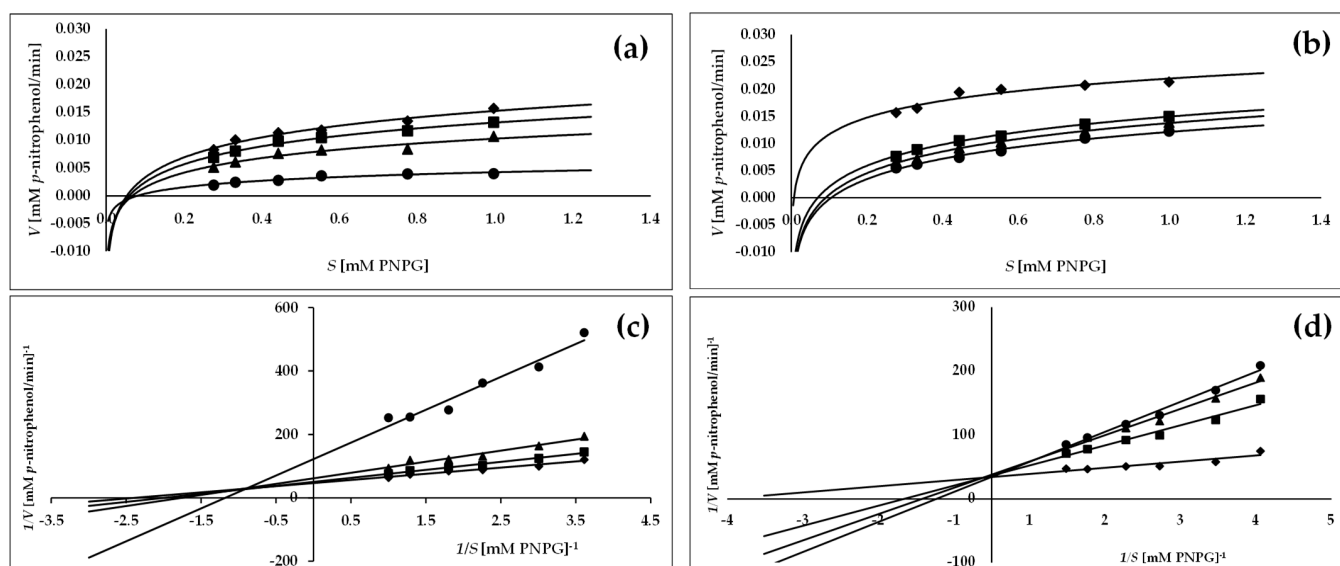 (a)
V [mM p-nitrophenol/min]
0.030
0.025
0.020
0.015
0.010
0.005
0.000
-0.005
-0.010
0.0 0.2 0.4 0.6 0.8 1.0 1.2 1.4
S [mM PNPG]
(b)
V [mM p-nitrophenol/min]
0.030
0.025
0.020
0.015
0.010
0.005
0.000
-0.005
-0.010
0.0 0.2 0.4 0.6 0.8 1.0 1.2 1.4
S [mM PNPG]
(c)
1/V [mM p-nitrophenol/min]-1
600
400
200
-200
-3.5 -2.5 -1.5 -0.5 0.5 1.5 2.5 3.5 4.5
1/S [mM PNPG]-1
(d)
1/V [mM p-nitrophenol/min]-1
300
200
100
0
-100
-4 -3 -2 -1 0 1 2 3 4 5
1/S [mM PNPG]-1